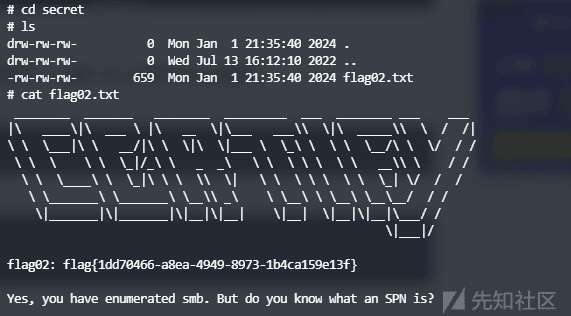 # cd secret
# ls
drw-rw-rw-          0  Mon Jan  1 21:35:40 2024 .
drw-rw-rw-          0  Wed Jul 13 16:12:10 2022 ..
-rw-rw-rw-        659  Mon Jan  1 21:35:40 2024 flag02.txt
# cat flag02.txt
flag02: flag{1dd70466-a8ea-4949-8973-1b4ca159e13f}
Yes, you have enumerated smb. But do you know what an SPN is?
先知社区